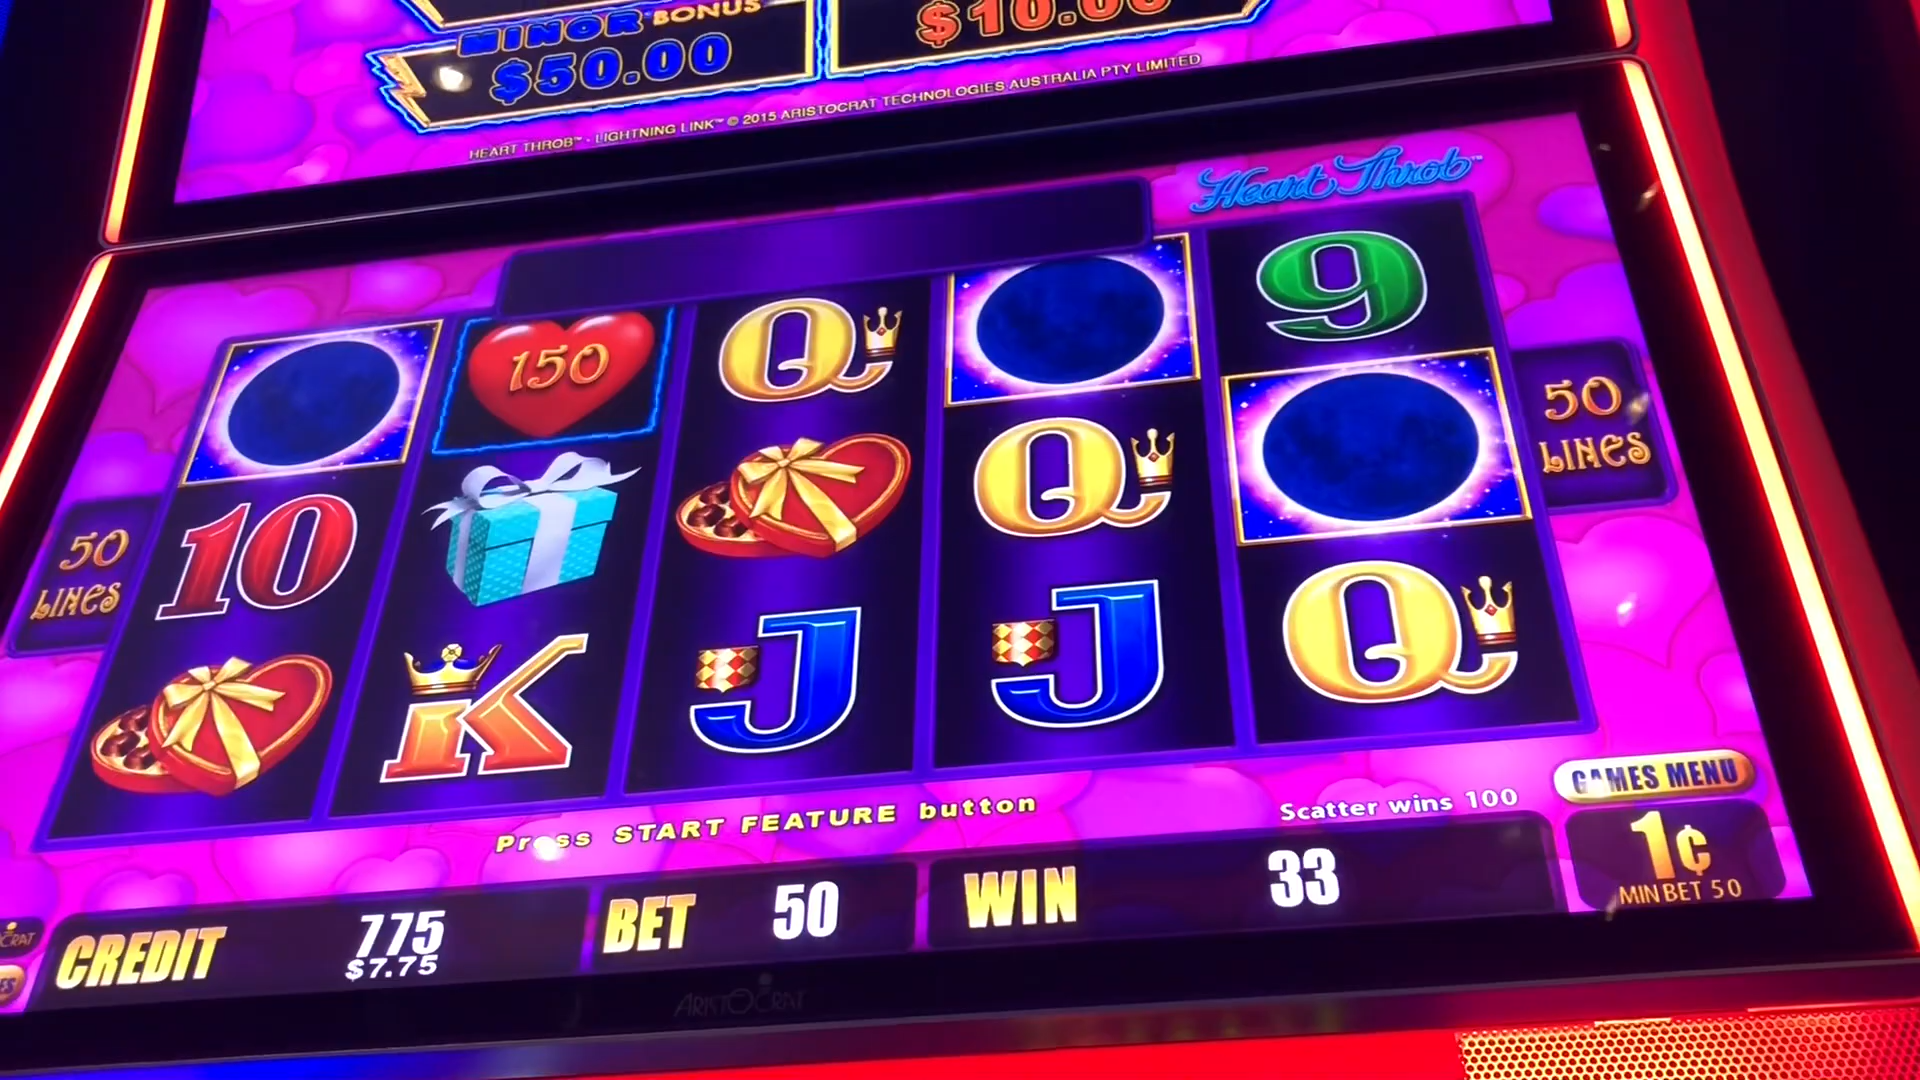 MINOR BONUS
$50.00
$10.00
HEART THROB™ - LIGHTNING LINK™ © 2015 ARISTOCRAT TECHNOLOGIES AUSTRALIA PTY LIMITED
Heart Throb™
150
Q
9
10
Q
K
J
J
Q
50
LINES
50
LINES
Press START FEATURE button
Scatter wins 100
GAMES MENU
CREDIT
775
$7.75
BET
50
WIN
33
1¢
MIN BET 50
ARISTOCRAT